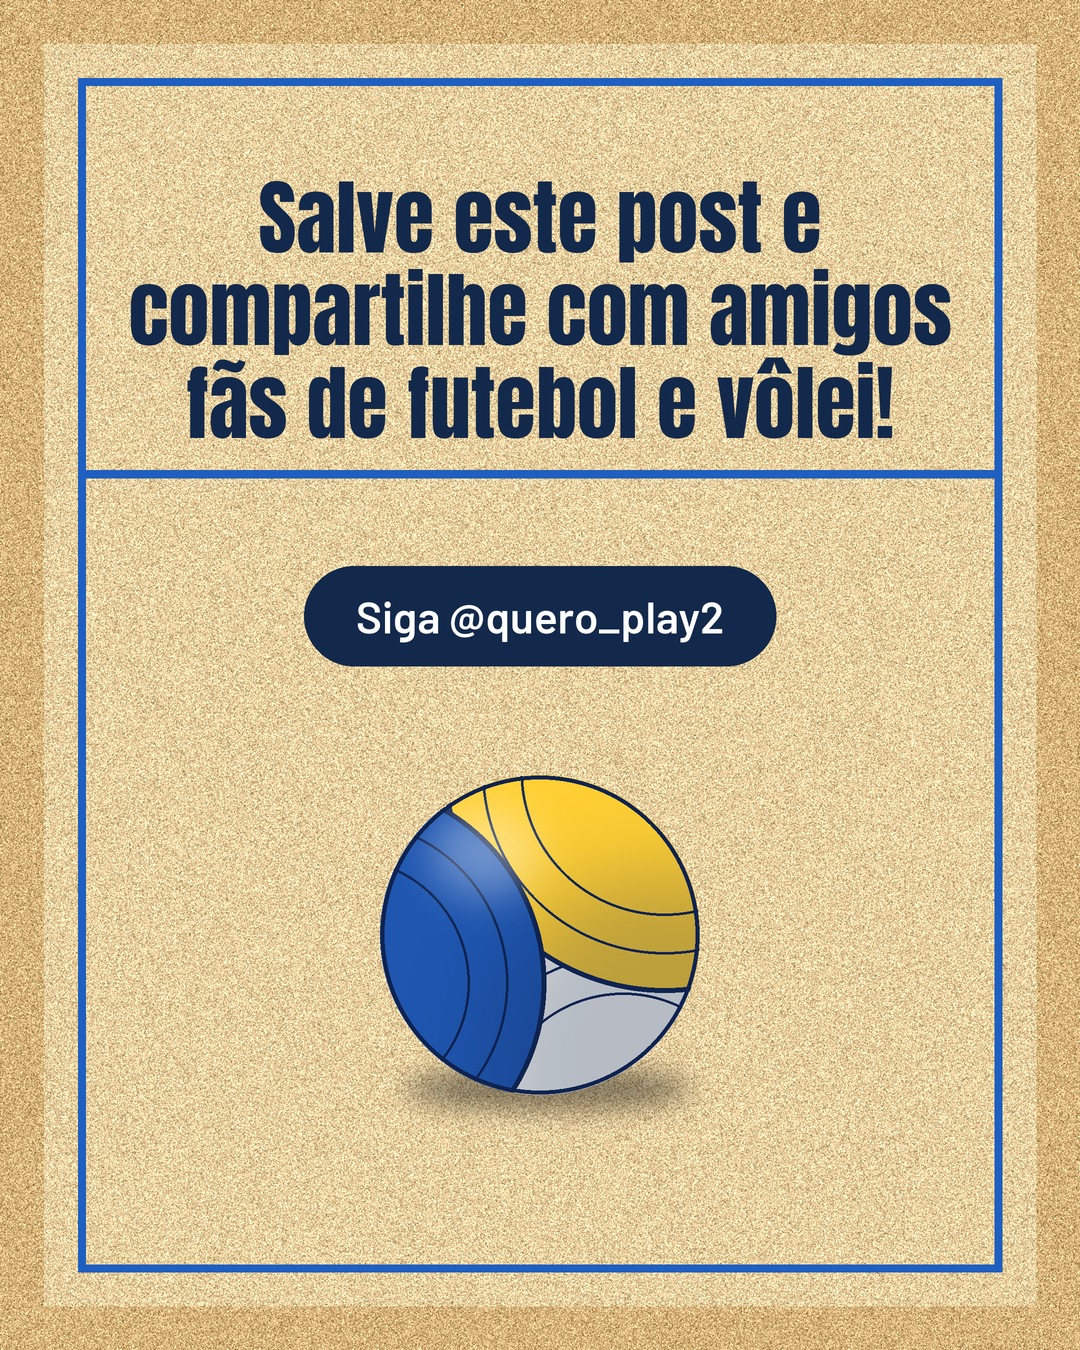 Salve este post e
compartilhe com amigos
fãs de futebol e vôlei!
Siga @quero_play2